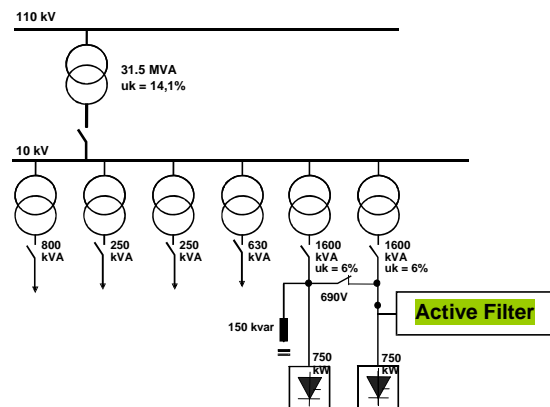 110 kV
31.5 MVA
uk = 14,1%
10 kV
800
kVA
250
kVA
250
kVA
630
kVA
1600
kVA
uk = 6%
1600
kVA
uk = 6%
690V
Active Filter
150 kvar
750
kW
750
kW